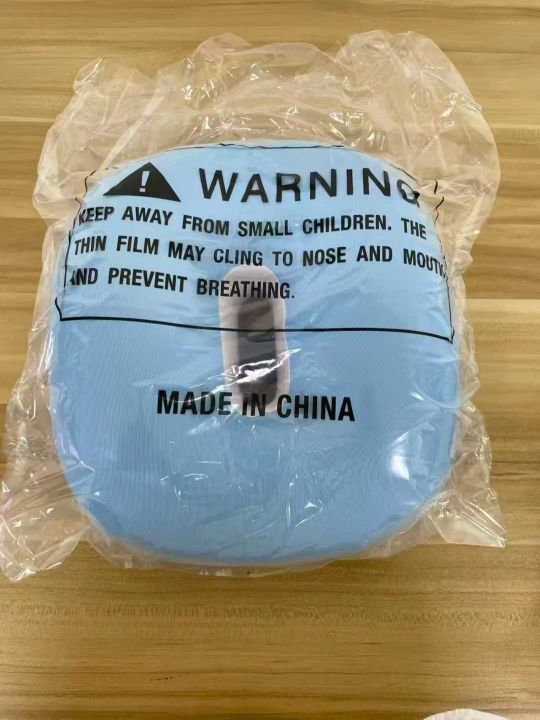 WARNING
KEEP AWAY FROM SMALL CHILDREN. THE
THIN FILM MAY CLING TO NOSE AND MOUTH
AND PREVENT BREATHING.
MADE IN CHINA